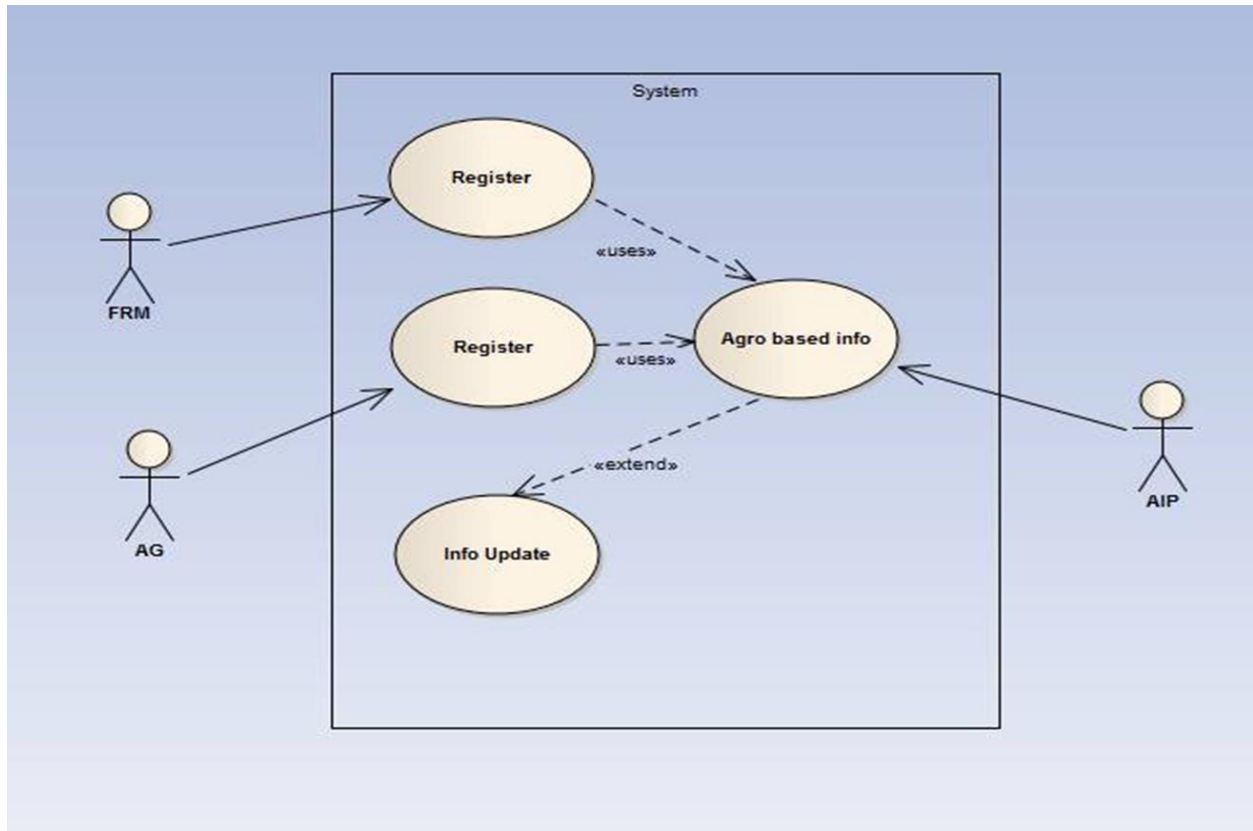 System
Register
«uses»
FRM
Register
Agro based info
«uses»
«extend»
AIP
AG
Info Update